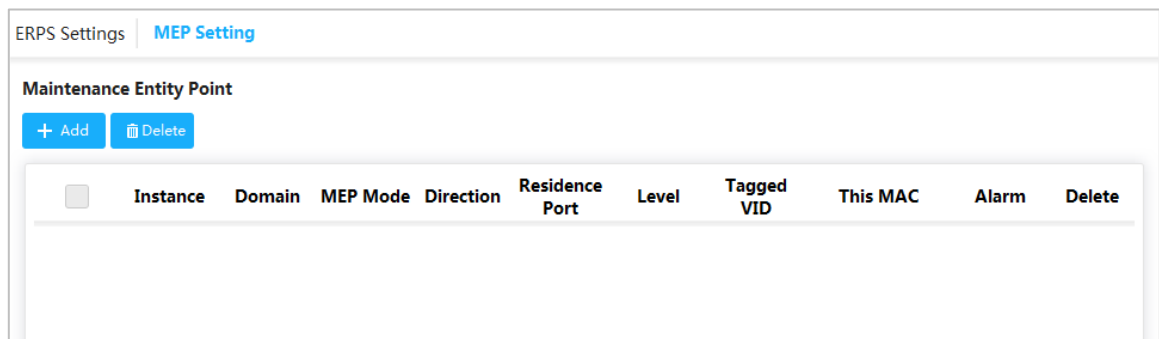 ERPS Settings MEP Setting
Maintenance Entity Point
+ Add Delete
Instance Domain MEP Mode Direction Residence Port Level Tagged VID This MAC Alarm Delete